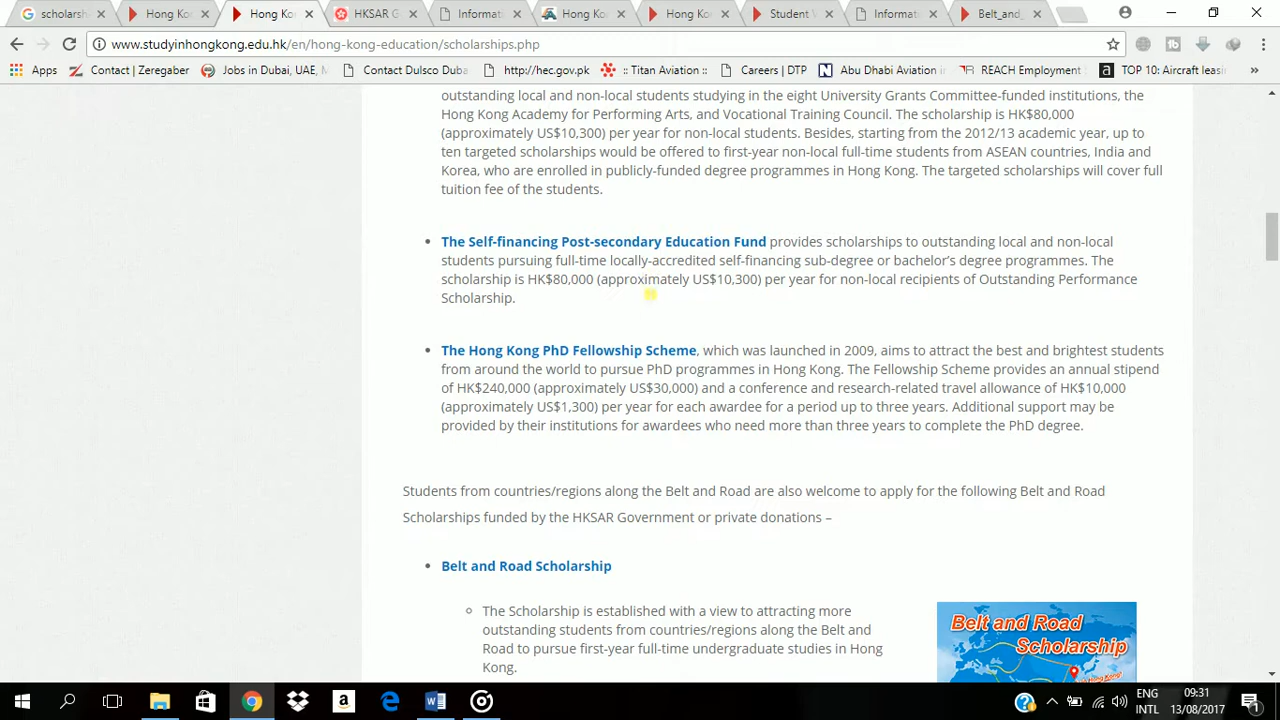 scholarsh
Hong Ko
Hong Ko
HKSAR G
Informat
Hong Ko
Hong Ko
Student V
Informat
Belt_and_
www.studyinhongkong.edu.hk/en/hong-kong-education/scholarships.php
Apps Contact | Zeregaber Jobs in Dubai, UAE, M Contact Dulsco Duba http://hec.gov.pk :: Titan Aviation :: Careers | DTP Abu Dhabi Aviation in REACH Employment TOP 10: Aircraft leasi »
outstanding local and non-local students studying in the eight University Grants Committee-funded institutions, the
Hong Kong Academy for Performing Arts, and Vocational Training Council. The scholarship is HK$80,000
(approximately US$10,300) per year for non-local students. Besides, starting from the 2012/13 academic year, up to
ten targeted scholarships would be offered to first-year non-local full-time students from ASEAN countries, India and
Korea, who are enrolled in publicly-funded degree programmes in Hong Kong. The targeted scholarships will cover full
tuition fee of the students.
• The Self-financing Post-secondary Education Fund provides scholarships to outstanding local and non-local
students pursuing full-time locally-accredited self-financing sub-degree or bachelor's degree programmes. The
scholarship is HK$80,000 (approximately US$10,300) per year for non-local recipients of Outstanding Performance
Scholarship.
• The Hong Kong PhD Fellowship Scheme, which was launched in 2009, aims to attract the best and brightest students
from around the world to pursue PhD programmes in Hong Kong. The Fellowship Scheme provides an annual stipend
of HK$240,000 (approximately US$30,000) and a conference and research-related travel allowance of HK$10,000
(approximately US$1,300) per year for each awardee for a period up to three years. Additional support may be
provided by their institutions for awardees who need more than three years to complete the PhD degree.
Students from countries/regions along the Belt and Road are also welcome to apply for the following Belt and Road
Scholarships funded by the HKSAR Government or private donations –
• Belt and Road Scholarship
The Scholarship is established with a view to attracting more
outstanding students from countries/regions along the Belt and
Road to pursue first-year full-time undergraduate studies in Hong
Kong.
Belt and Road
Scholarship
ENG 09:31
INTL 13/08/2017